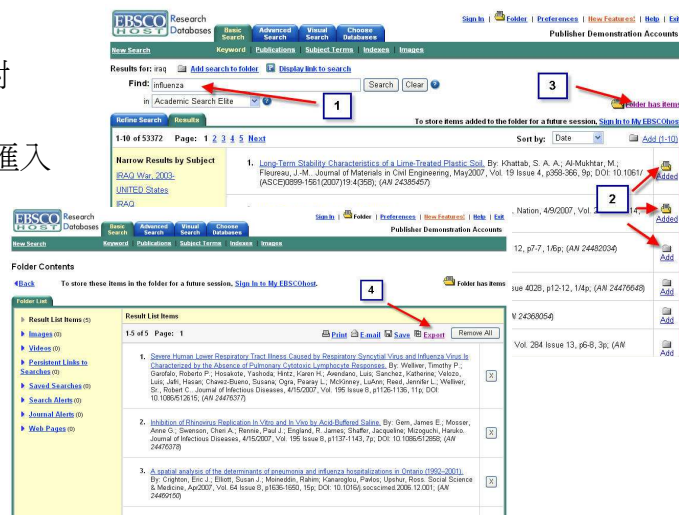 討
匯入
EBSCO HOST Research Databases
Basic Search Advanced Search Visual Search Choose Databases
Sign In Folder Preferences New Features! Help Exit
Publisher Demonstration Accounts
New Search Keyword Publications Subject Terms Indexes Images
Results for: iraq Add search to folder Display link to search
Find: influenza Search Clear
in Academic Search Elite
1
3
Folder has items
Refine Search Results
To store items added to the folder for a future session, Sign In to My EBSCOhost
1-10 of 53372 Page: 1 2 3 4 5 Next
Sort by: Date Add (1-10)
Narrow Results by Subject
IRAQ War, 2003-
UNITED States
IRAQ
1. Long-Term Stability Characteristics of a Lime-Treated Plastic Soil. By: Khattab, S. A. A.; Al-Mukhtar, M.;
Fleureau, J.-M.. Journal of Materials in Civil Engineering, May2007, Vol. 19 Issue 4, p358-366, 9p; DOI: 10.1061/
(ASCE)0899-1561(2007)19:4(358); (AN 24385457)
Added
2
. Nation, 4/9/2007, Vol. 14,
Added
12, p7-7, 1/6p; (AN 24482034)
Add
sue 4028, p12-12, 1/4p; (AN 24476648)
Add
N 24368054)
Add
Vol. 284 Issue 13, p6-8, 3p; (AN
Add
EBSCO HOST Research Databases
Basic Search Advanced Search Visual Search Choose Databases
Sign In Folder Preferences New Features! Help Exit
Publisher Demonstration Accounts
New Search Keyword Publications Subject Terms Indexes Images
Folder Contents
Back To store these items in the folder for a future session, Sign In to My EBSCOhost.
4
Folder has items
Folder List
Result List Items (5)
Images (0)
Videos (0)
Persistent Links to
Searches (0)
Saved Searches (0)
Search Alerts (0)
Journal Alerts (0)
Web Pages (0)
Result List Items
1-5 of 5 Page: 1
Print E-mail Save Export Remove All
1. Severe Human Lower Respiratory Tract Illness Caused by Respiratory Syncytial Virus and Influenza Virus Is
Characterized by the Absence of Pulmonary Cytotoxic Lymphocyte Responses. By: Welliver, Timothy P.;
Garofalo, Roberto P.; Hosakote, Yashoda; Hintz, Karen H.; Avendano, Luis; Sanchez, Katherine; Velozo,
Luis; Jafri, Hasan; Chavez-Bueno, Susana; Ogra, Pearay L.; McKinney, LuAnn; Reed, Jennifer L.; Welliver,
Sr., Robert C.. Journal of Infectious Diseases, 4/15/2007, Vol. 195 Issue 8, p1126-1136, 11p; DOI:
10.1086/512615; (AN 24476377)
X
2. Inhibition of Rhinovirus Replication In Vitro and In Vivo by Acid-Buffered Saline. By: Gern, James E.; Mosser,
Anne G.; Swenson, Cheri A.; Rennie, Paul J.; England, R. James; Shaffer, Jacqueline; Mizoguchi, Haruko.
Journal of Infectious Diseases, 4/15/2007, Vol. 195 Issue 8, p1137-1143, 7p; DOI: 10.1086/512858; (AN
24476378)
X
3. A spatial analysis of the determinants of pneumonia and influenza hospitalizations in Ontario (1992–2001).
By: Crighton, Eric J.; Elliott, Susan J.; Moineddin, Rahim; Kanaroglou, Pavlos; Upshur, Ross. Social Science
& Medicine, Apr2007, Vol. 64 Issue 8, p1636-1650, 15p; DOI: 10.1016/j.socscimed.2006.12.001; (AN
24469150)
X